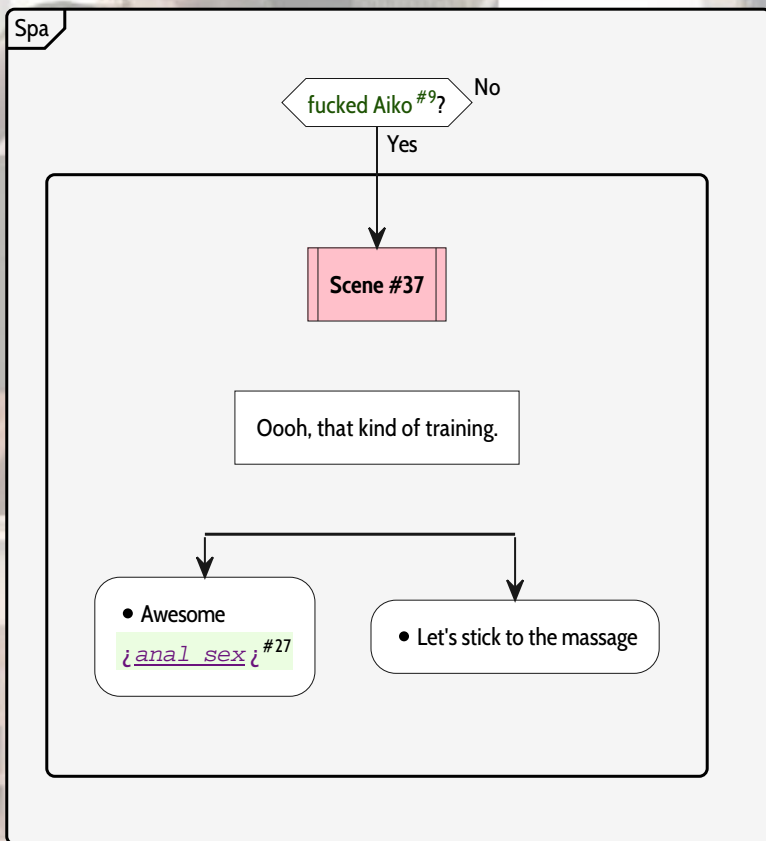 Spa
fucked Aiko #9?
No
Yes
Scene #37
Oooh, that kind of training.
• Awesome
¿anal sex¿ #27
• Let's stick to the massage